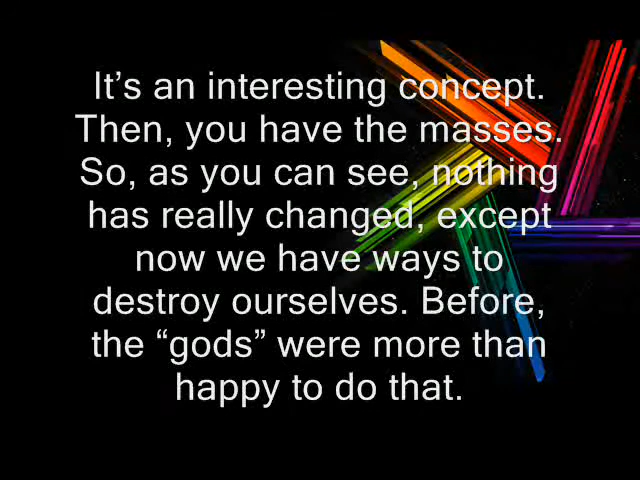 It’s an interesting concept.
Then, you have the masses.
So, as you can see, nothing
has really changed, except
now we have ways to
destroy ourselves. Before,
the “gods” were more than
happy to do that.